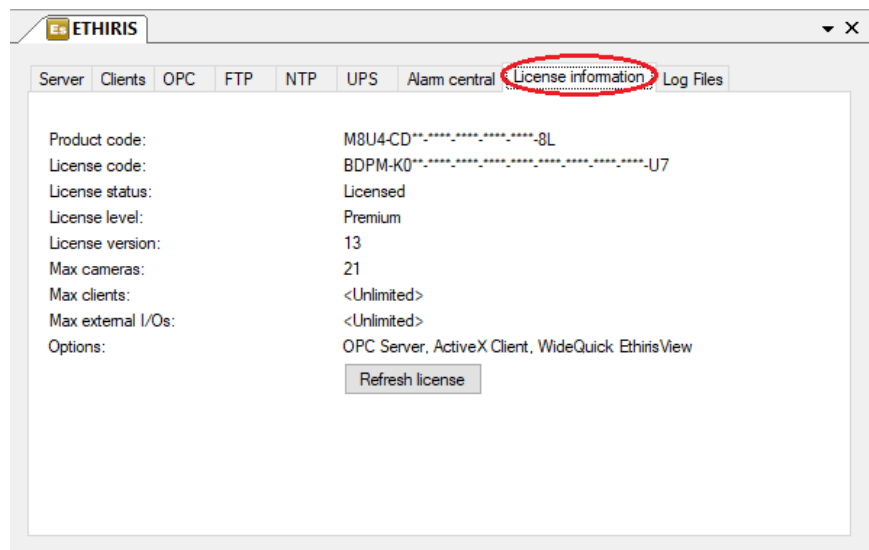 Es ETHIRIS
Server Clients OPC FTP NTP UPS Alarm central License information Log Files
Product code: M8U4-CD**-****-****-****-****-8L
License code: BDPM-K0**-****-****-****-****-****-****-****-****-U7
License status: Licensed
License level: Premium
License version: 13
Max cameras: 21
Max clients: <Unlimited>
Max external I/Os: <Unlimited>
Options: OPC Server, ActiveX Client, WideQuick EthirisView
Refresh license